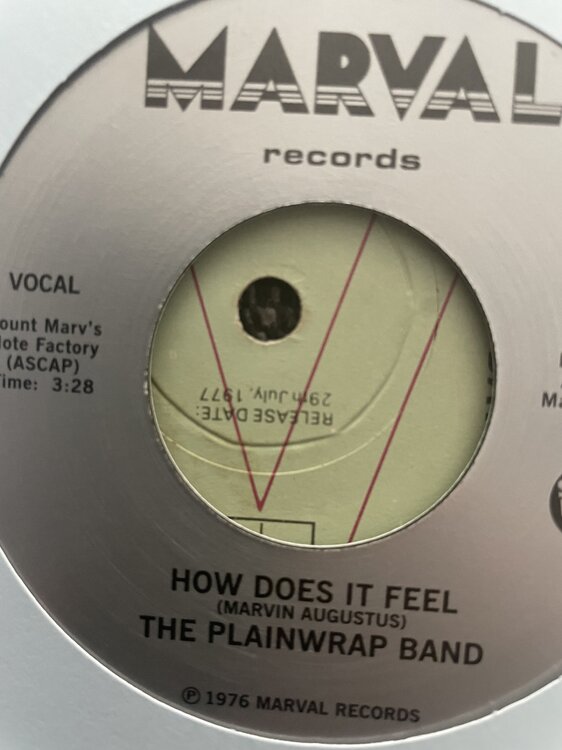 MARVAL
records
VOCAL
ount Marv's
ote Factory
(ASCAP)
ime: 3:28
Ma
RELEASE DATE:
29th July, 1977
HOW DOES IT FEEL
(MARVIN AUGUSTUS)
THE PLAINWRAP BAND
℗ 1976 MARVAL RECORDS